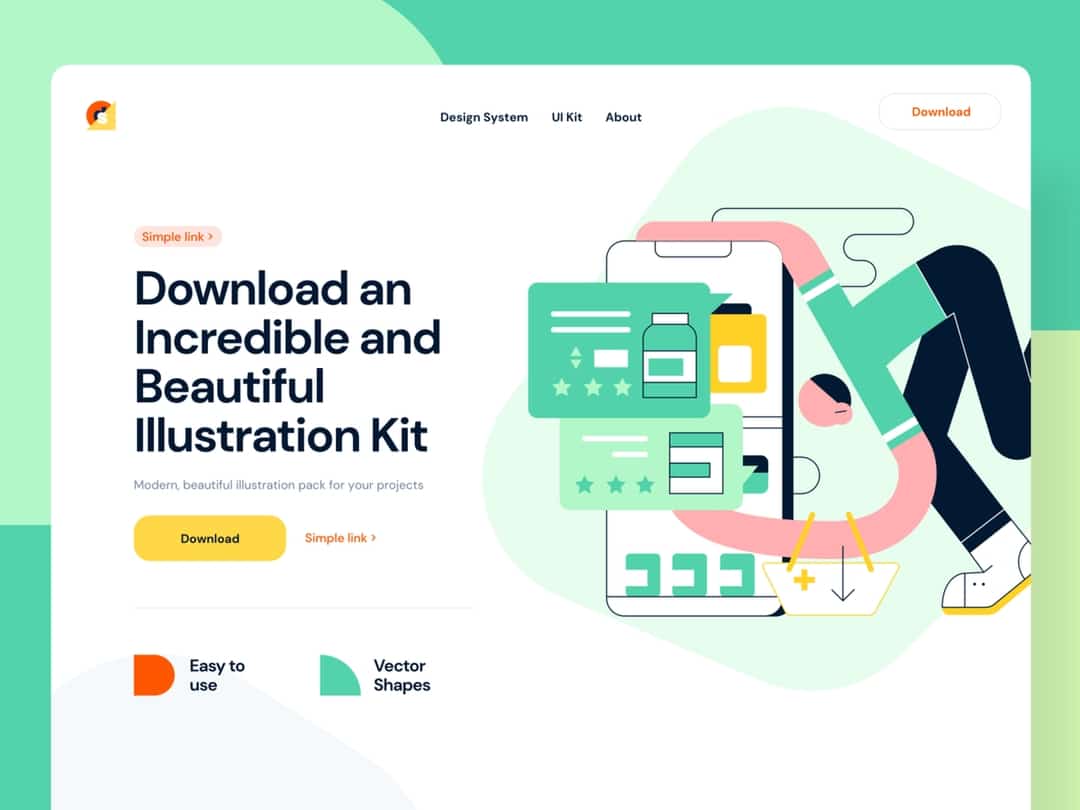 Design System
UI Kit
About
Download
Simple link >
Download an
Incredible and
Beautiful
Illustration Kit
Modern, beautiful illustration pack for your projects
Download
Simple link >
Easy to
use
Vector
Shapes